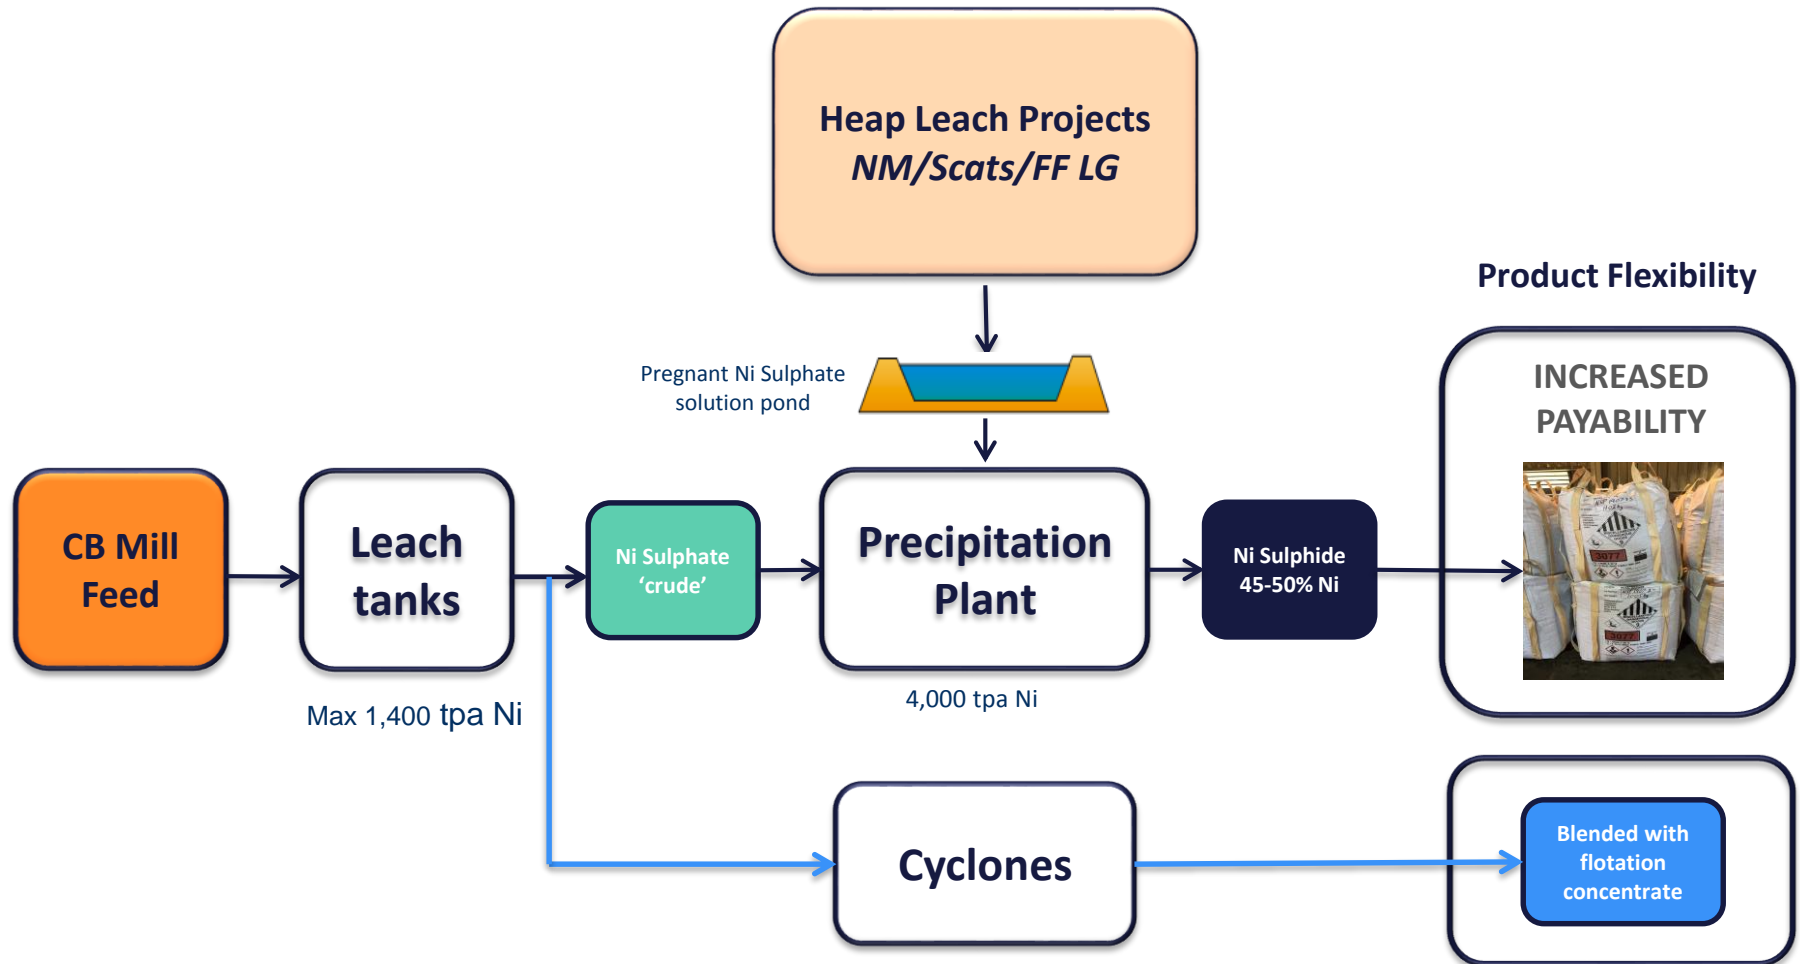 Heap Leach Projects
NM/Scats/FF LG
Product Flexibility
Pregnant Ni Sulphate
solution pond
INCREASED
PAYABILITY
CB Mill
Feed
Leach
tanks
Ni Sulphate
‘crude’
Precipitation
Plant
Ni Sulphide
45-50% Ni
3077
3077
Max 1,400 tpa Ni
4,000 tpa Ni
Cyclones
Blended with
flotation
concentrate